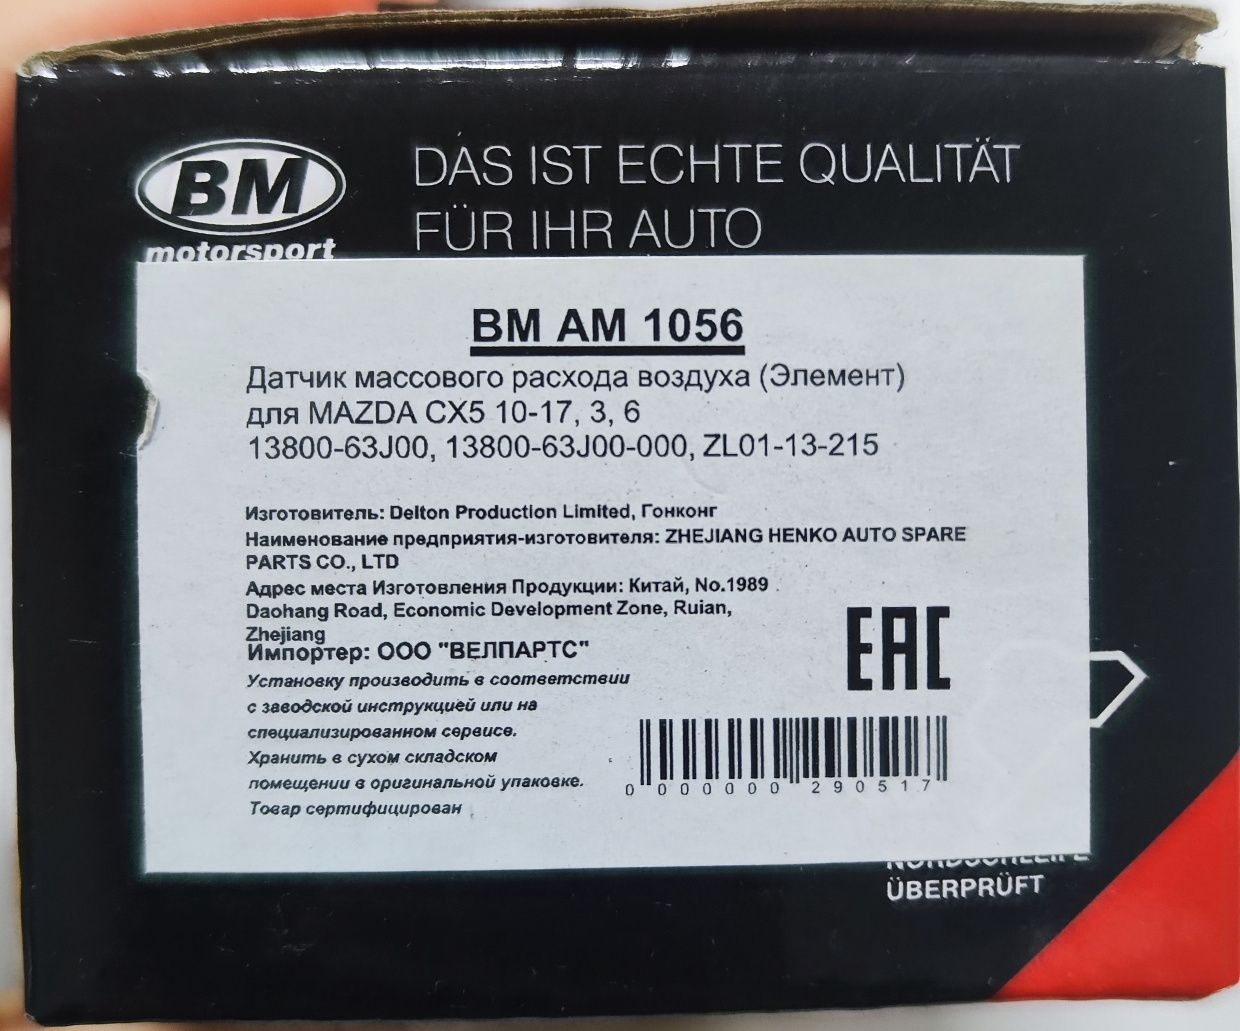 BM
motorsport
DAS IST ECHTE QUALITÄT
FÜR IHR AUTO
BM AM 1056
Датчик массового расхода воздуха (Элемент)
для MAZDA CX5 10-17, 3, 6
13800-63J00, 13800-63J00-000, ZL01-13-215
Изготовитель: Delton Production Limited, Гонконг
Наименование предприятия-изготовителя: ZHEJIANG HENKO AUTO SPARE
PARTS CO., LTD
Адрес места Изготовления Продукции: Китай, No.1989
Daohang Road, Economic Development Zone, Ruian,
Zhejiang
Импортер: ООО "ВЕЛПАРТС"
Установку производить в соответствии
с заводской инструкцией или на
специализированном сервисе.
Хранить в сухом складском
помещении в оригинальной упаковке.
Товар сертифицирован
EAC
0 000000 290517
NORDSCHLEIFE
ÜBERPRÜFT